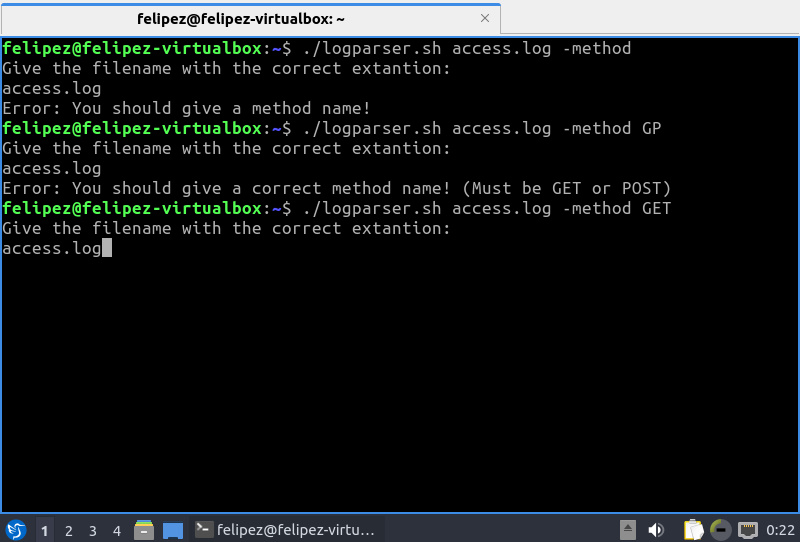 felipez@felipez-virtualbox: ~
felipez@felipez-virtualbox:~$ ./logparser.sh access.log -method
Give the filename with the correct extantion:
access.log
Error: You should give a method name!
felipez@felipez-virtualbox:~$ ./logparser.sh access.log -method GP
Give the filename with the correct extantion:
access.log
Error: You should give a correct method name! (Must be GET or POST)
felipez@felipez-virtualbox:~$ ./logparser.sh access.log -method GET
Give the filename with the correct extantion:
access.log
1 2 3 4 felipez@felipez-virtu… 0:22